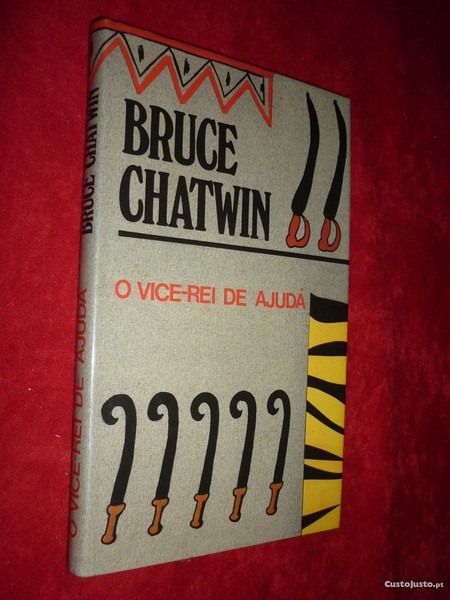 BRUCE
CHATWIN
O VICE-REI DE AJUDÁ
BRUCE CHATWIN
O VICE-REI DE AJUDÁ
CustoJusto.pt